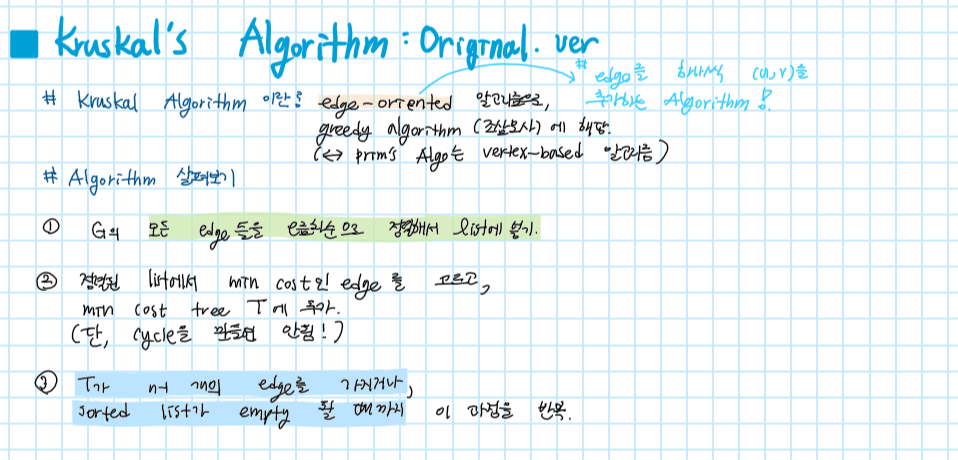 Kruskal's Algorithm : Original. ver
# edge를 하나씩 (u,v)을
추가하는 Algorithm !
# Kruskal Algorithm 이란? edge-oriented 알고리즘으로,
greedy algorithm (조삼모사) 에 해당.
(↔ prim's Algo는 vertex-based 알고리즘)
# Algorithm 살펴보기
① G의 모든 edge 들을 순으로 정렬해서 list에 넣기.
② 정렬된 list에서 min cost인 edge를 고르고,
min cost tree T에 추가.
(단, cycle을 만들면 안됨!)
③ T가 n-1 개의 edge를 가지거나,
sorted list가 empty 될 때까지 이 과정을 반복.